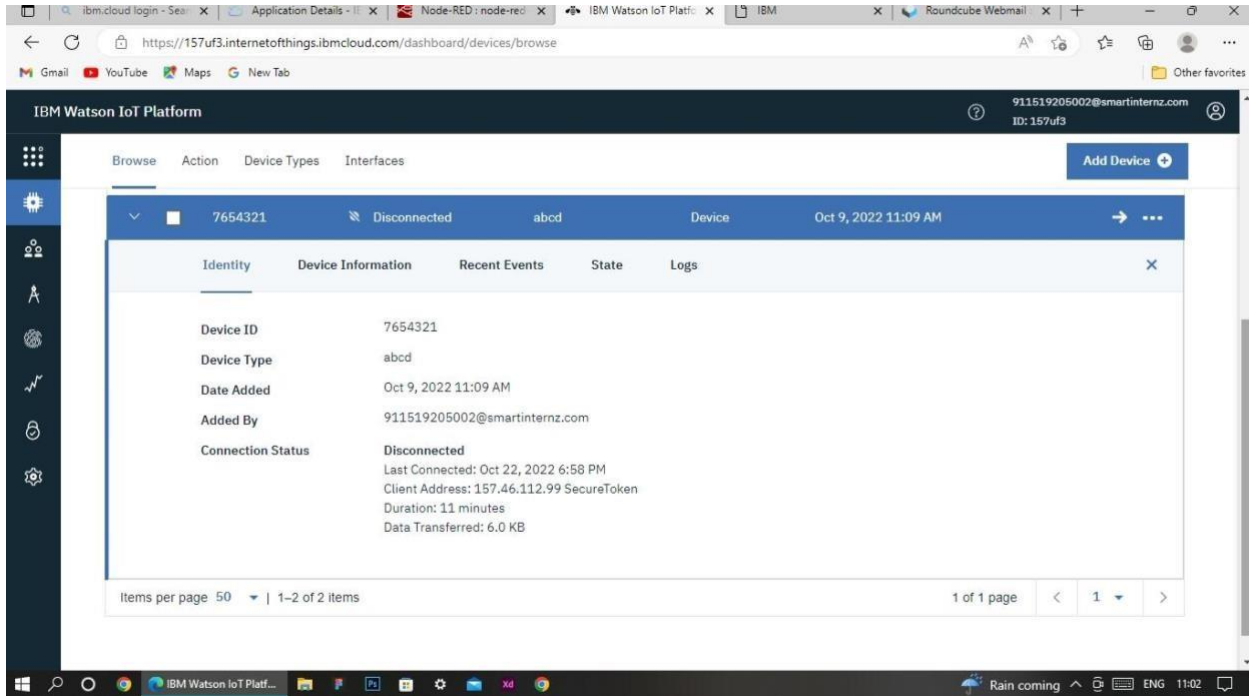 ibm.cloud login - Sear
Application Details - IE
Node-RED : node-red
IBM Watson IoT Platfo
IBM
Roundcube Webmail :
https://157uf3.internetofthings.ibmcloud.com/dashboard/devices/browse
Gmail YouTube Maps New Tab Other favorites
IBM Watson IoT Platform
911519205002@smartinternz.com
ID: 157uf3
Browse Action Device Types Interfaces Add Device
7654321 Disconnected abcd Device Oct 9, 2022 11:09 AM
Identity Device Information Recent Events State Logs
Device ID 7654321
Device Type abcd
Date Added Oct 9, 2022 11:09 AM
Added By 911519205002@smartinternz.com
Connection Status Disconnected
Last Connected: Oct 22, 2022 6:58 PM
Client Address: 157.46.112.99 SecureToken
Duration: 11 minutes
Data Transferred: 6.0 KB
Items per page 50 | 1–2 of 2 items 1 of 1 page < 1 >
IBM Watson IoT Platf... Ps Xd Rain coming ENG 11:02